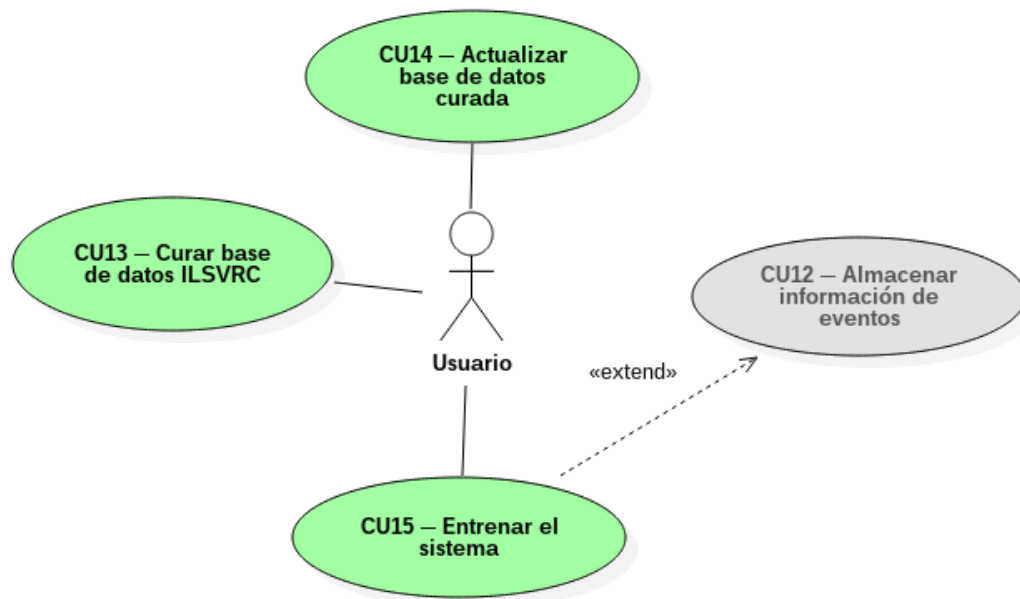 CU14 — Actualizar
base de datos
curada
CU13 — Curar base
de datos ILSVRC
CU12 — Almacenar
información de
eventos
Usuario
«extend»
CU15 — Entrenar el
sistema